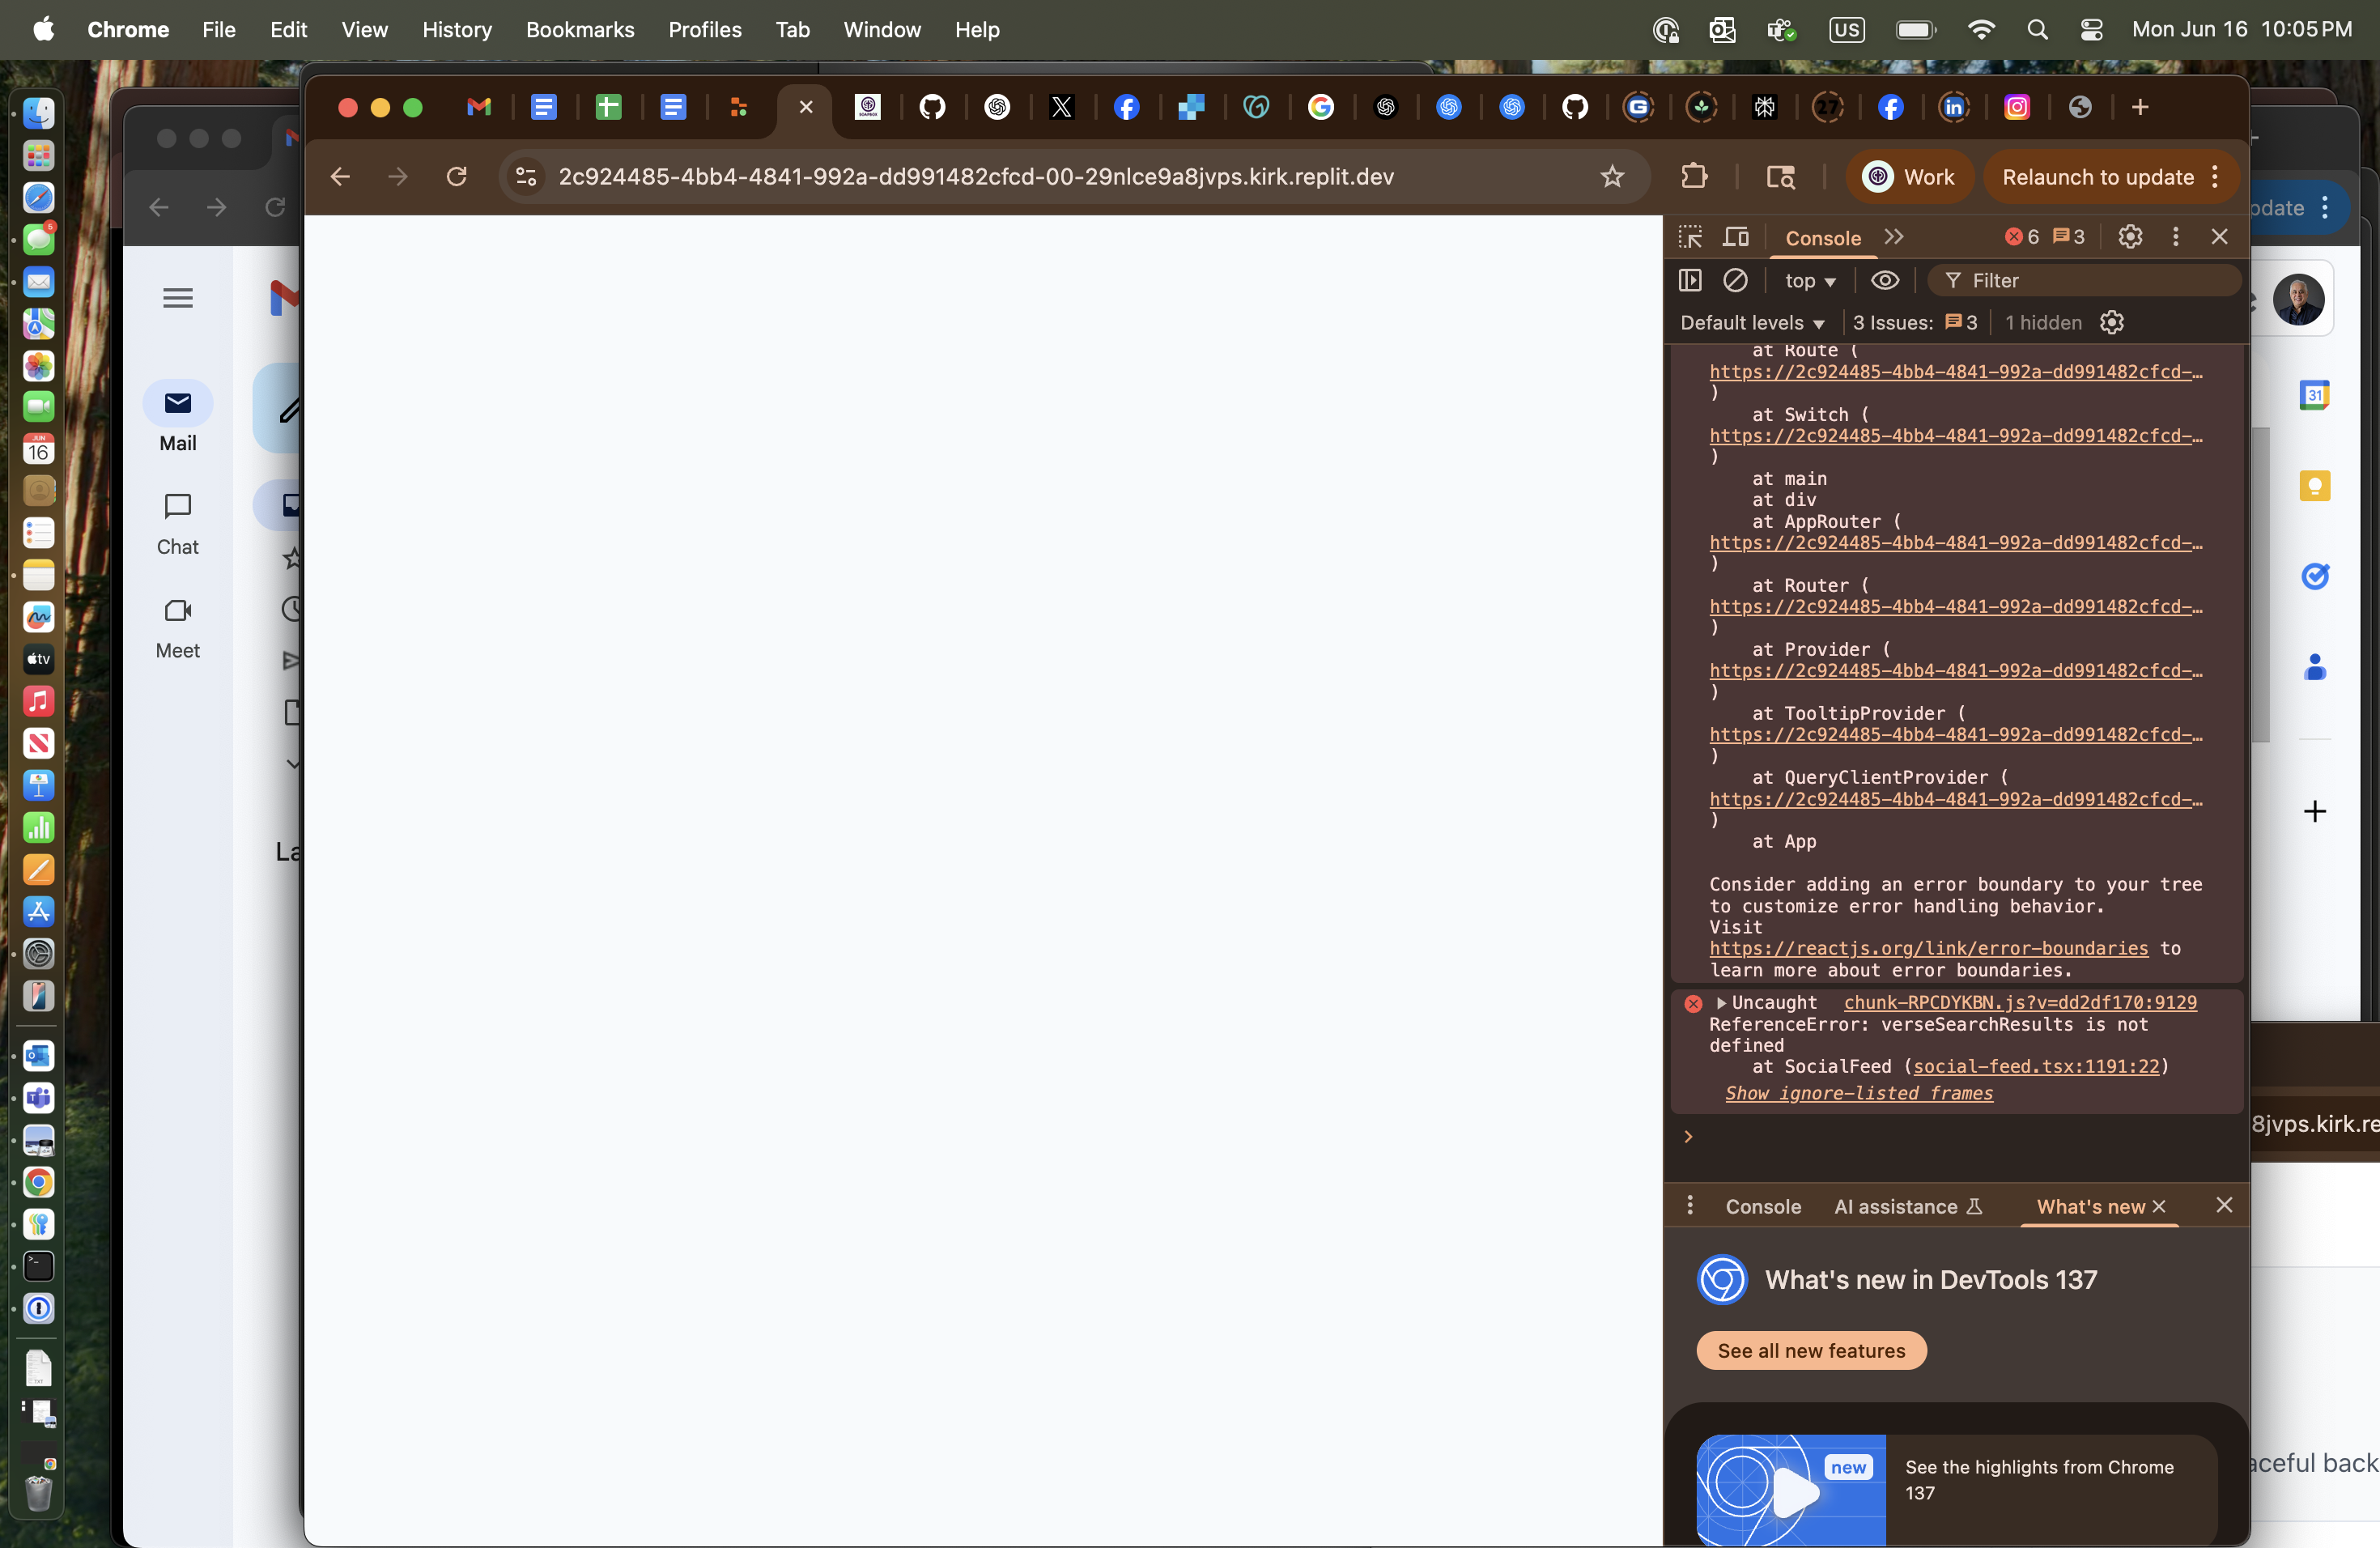 Chrome File Edit View History Bookmarks Profiles Tab Window Help US Mon Jun 16 10:05 PM
2c924485-4bb4-4841-992a-dd991482cfcd-00-29nlce9a8jvps.kirk.replit.dev
Work
Relaunch to update
Console 6 3
top Filter
Default levels 3 Issues: 3 1 hidden
at Route (
https://2c924485-4bb4-4841-992a-dd991482cfcd-…
)
at Switch (
https://2c924485-4bb4-4841-992a-dd991482cfcd-…
)
at main
at div
at AppRouter (
https://2c924485-4bb4-4841-992a-dd991482cfcd-…
)
at Router (
https://2c924485-4bb4-4841-992a-dd991482cfcd-…
)
at Provider (
https://2c924485-4bb4-4841-992a-dd991482cfcd-…
)
at TooltipProvider (
https://2c924485-4bb4-4841-992a-dd991482cfcd-…
)
at QueryClientProvider (
https://2c924485-4bb4-4841-992a-dd991482cfcd-…
)
at App
Consider adding an error boundary to your tree
to customize error handling behavior.
Visit
https://reactjs.org/link/error-boundaries to
learn more about error boundaries.
Uncaught chunk-RPCDYKBN.js?v=dd2df170:9129
ReferenceError: verseSearchResults is not
defined
at SocialFeed (social-feed.tsx:1191:22)
Show ignore-listed frames
Console AI assistance What's new
What's new in DevTools 137
See all new features
new
See the highlights from Chrome
137
Mail
Chat
Meet
La
JUN
16
5
tv
TXT
27
31
pdate
8jvps.kirk.re
aceful back